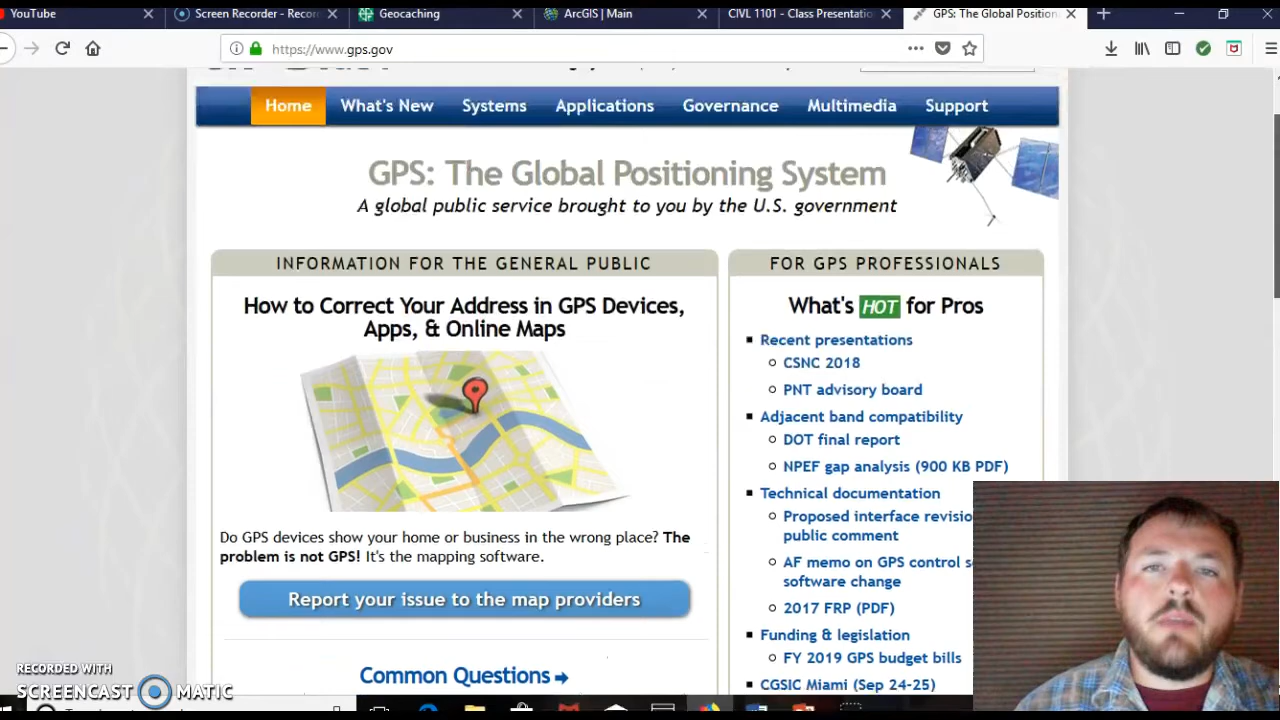 YouTube
Screen Recorder - Recor
Geocaching
ArcGIS | Main
CIVL 1101 - Class Presentatio
GPS: The Global Position
https://www.gps.gov
Home
What's New
Systems
Applications
Governance
Multimedia
Support
GPS: The Global Positioning System
A global public service brought to you by the U.S. government
INFORMATION FOR THE GENERAL PUBLIC
How to Correct Your Address in GPS Devices,
Apps, & Online Maps
Do GPS devices show your home or business in the wrong place? The
problem is not GPS! It's the mapping software.
Report your issue to the map providers
Common Questions
FOR GPS PROFESSIONALS
What's HOT for Pros
Recent presentations
CSNC 2018
PNT advisory board
Adjacent band compatibility
DOT final report
NPEF gap analysis (900 KB PDF)
Technical documentation
Proposed interface revisio
public comment
AF memo on GPS control s
software change
2017 FRP (PDF)
Funding & legislation
FY 2019 GPS budget bills
CGSIC Miami (Sep 24-25)
RECORDED WITH
SCREENCAST MATIC